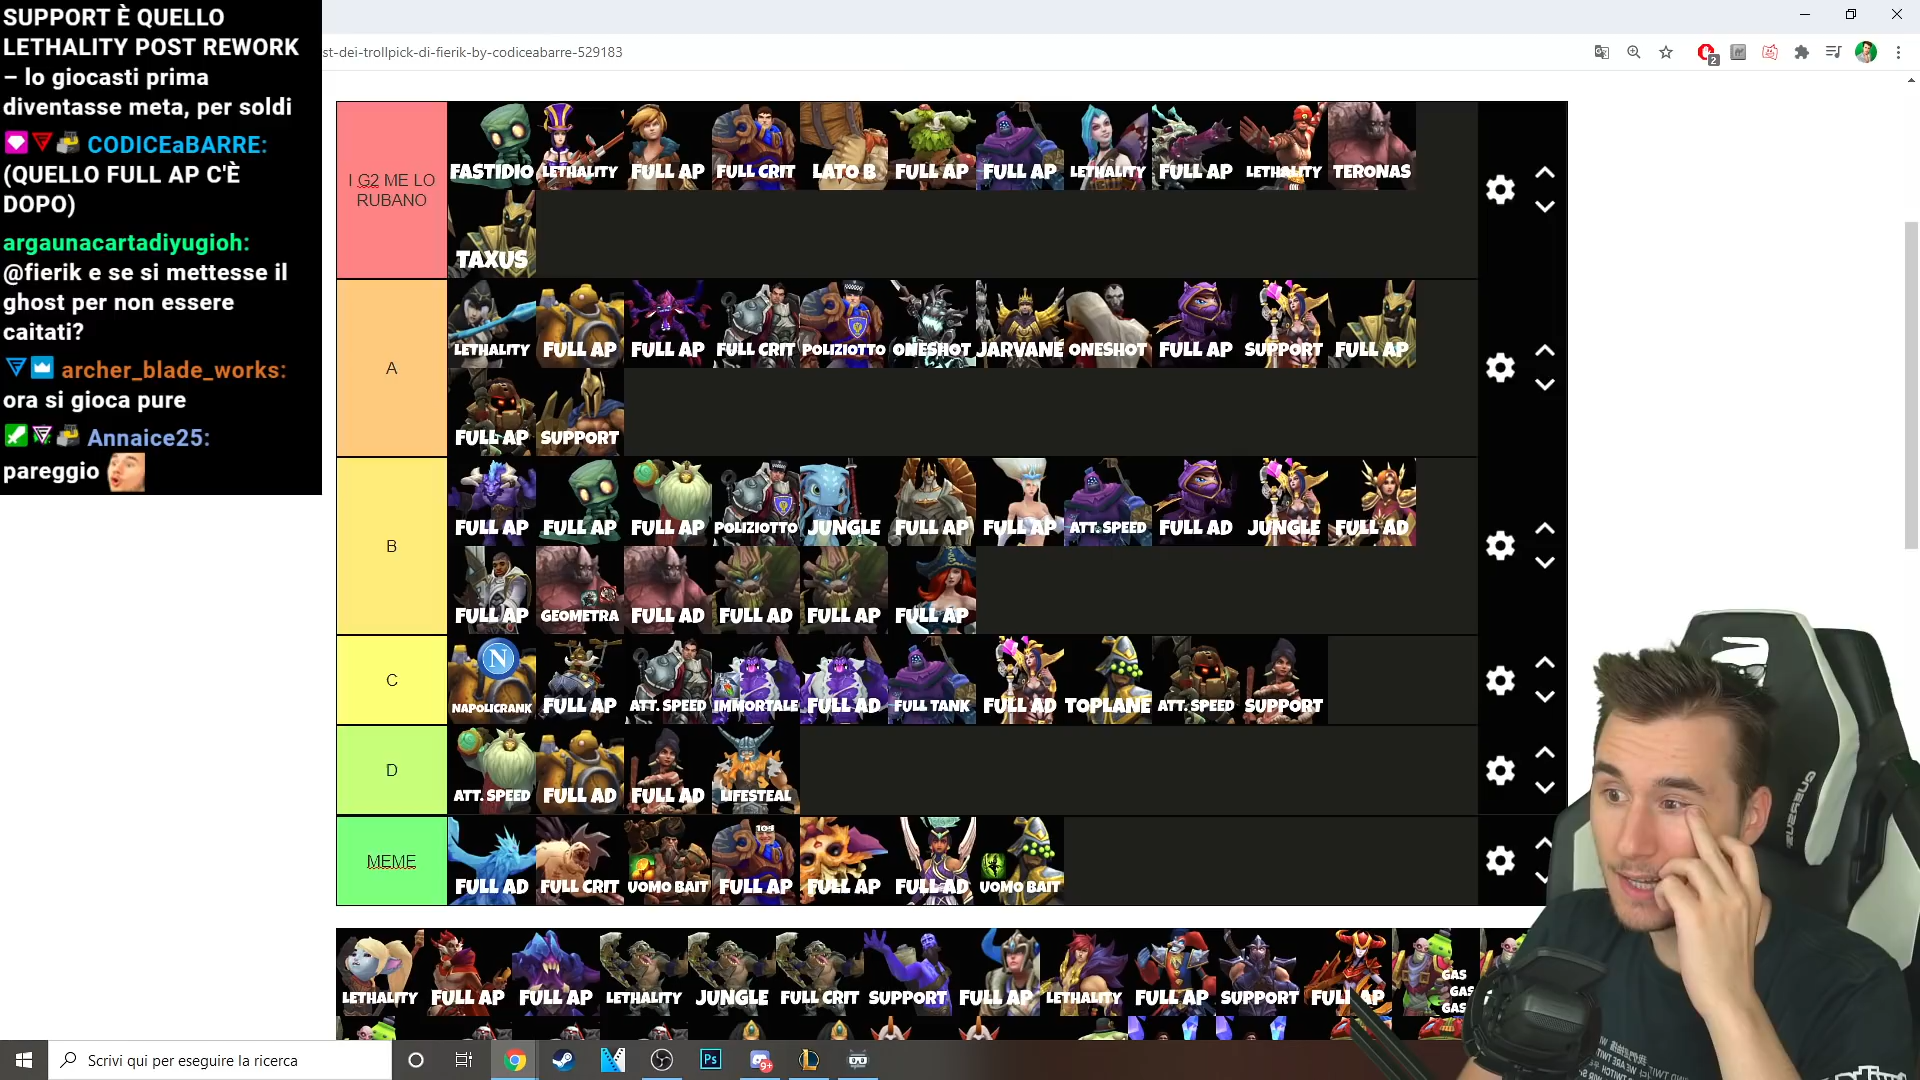 SUPPORT È QUELLO
LETHALITY POST REWORK
– lo giocasti prima
diventasse meta, per soldi
CODICEaBARRE:
(QUELLO FULL AP C'È
DOPO)
argaunacartadiyugioh:
@fierik e se si mettesse il
ghost per non essere
caitati?
archer_blade_works:
ora si gioca pure
Annaice25:
pareggio
st-dei-trollpick-di-fierik-by-codiceabarre-529183
2
I G2 ME LO
RUBANO
FASTIDIO LETHALITY FULL AP FULL CRIT LATO B FULL AP FULL AP LETHALITY FULL AP LETHALITY TERONAS
TAXUS
A
LETHALITY FULL AP FULL AP FULL CRIT POLIZIOTTO ONESHOT JARVANE ONESHOT FULL AP SUPPORT FULL AP
FULL AP SUPPORT
B
FULL AP FULL AP FULL AP POLIZIOTTO JUNGLE FULL AP FULL AP ATT. SPEED FULL AD JUNGLE FULL AD
FULL AP GEOMETRA FULL AD FULL AD FULL AP FULL AP
C
N
NAPOLICRANK FULL AP ATT. SPEED IMMORTALE FULL AD FULL TANK FULL AD TOPLANE ATT. SPEED SUPPORT
D
ATT. SPEED FULL AD FULL AD LIFESTEAL
MEME
FULL AD FULL CRIT UOMO BAIT FULL AP FULL AP FULL AD UOMO BAIT
LETHALITY FULL AP FULL AP LETHALITY JUNGLE FULL CRIT SUPPORT FULL AP LETHALITY FULL AP SUPPORT FULL AP
GAS
GAS
GAS
Scrivi qui per eseguire la ricerca
Ps
9+